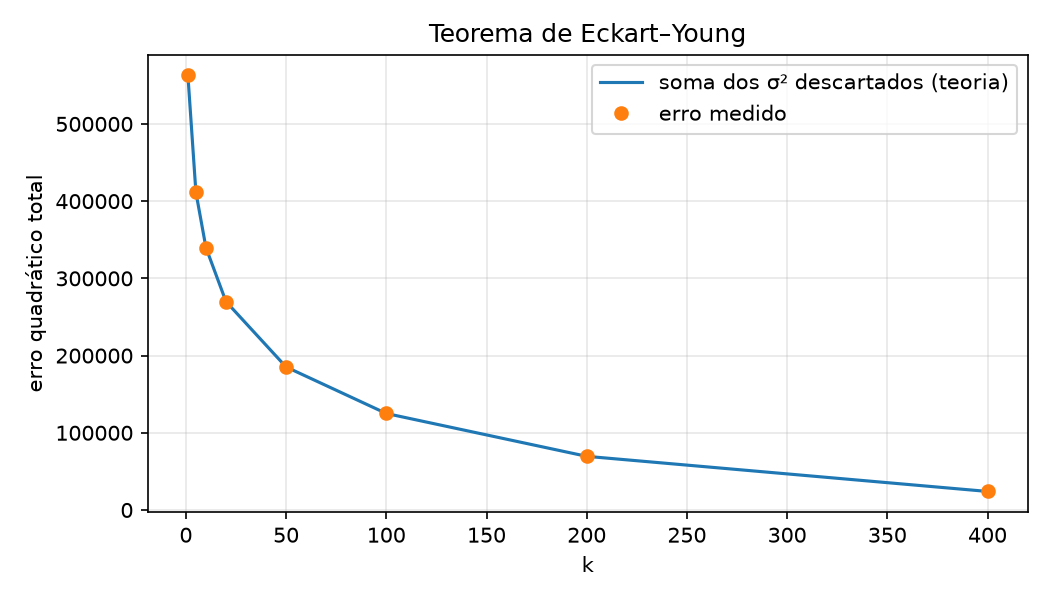 Teorema de Eckart–Young
soma dos σ² descartados (teoria)
erro medido
erro quadrático total
500000
400000
300000
200000
100000
0
0 50 100 150 200 250 300 350 400
k